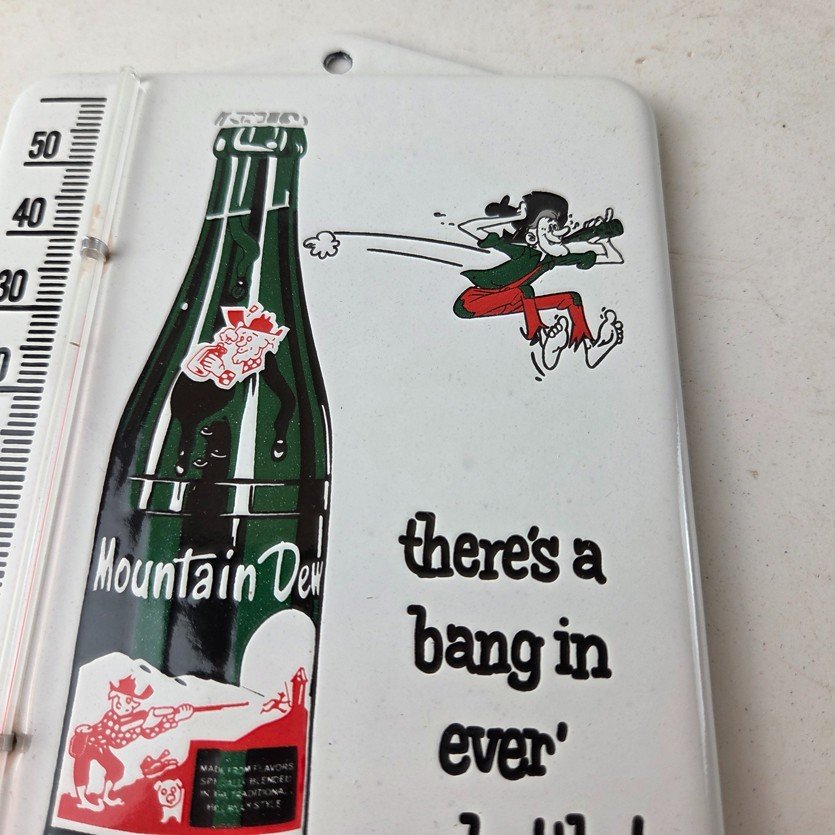 50
40
30
Mountain Dew
there's a
bang in
ever'
MADE FROM FLAVORS
SPECIALLY BLENDED
IN THE TRADITIONAL
HILLBILLY STYLE